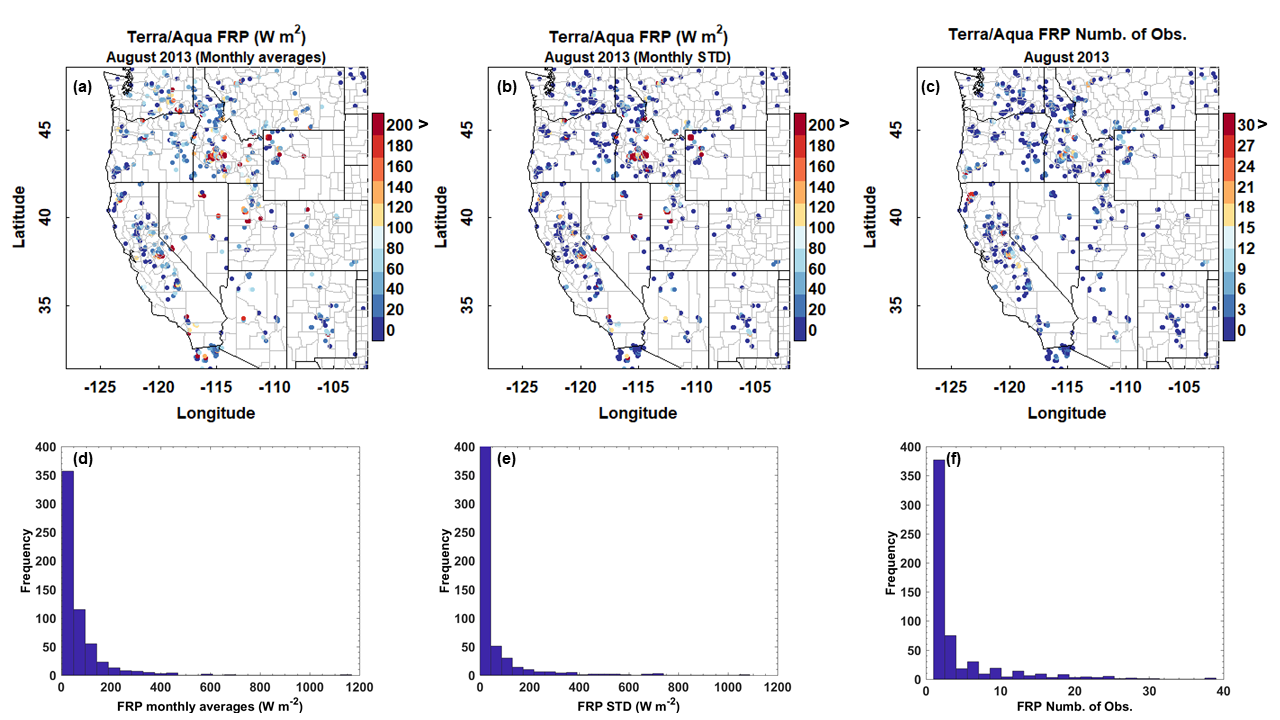 Terra/Aqua FRP (W m²)
August 2013 (Monthly averages)
(a)
45
40
35
Latitude
-125 -120 -115 -110 -105
Longitude
200 >
180
160
140
120
100
80
60
40
20
0
Terra/Aqua FRP (W m²)
August 2013 (Monthly STD)
(b)
45
40
35
Latitude
-125 -120 -115 -110 -105
Longitude
200 >
180
160
140
120
100
80
60
40
20
0
Terra/Aqua FRP Numb. of Obs.
August 2013
(c)
45
40
35
Latitude
-125 -120 -115 -110 -105
Longitude
30 >
27
24
21
18
15
12
9
6
3
0
(d)
400
350
300
250
200
150
100
50
0
Frequency
0 200 400 600 800 1000 1200
FRP monthly averages (W m⁻²)
(e)
400
350
300
250
200
150
100
50
0
Frequency
0 200 400 600 800 1000 1200
FRP STD (W m⁻²)
(f)
400
350
300
250
200
150
100
50
0
Frequency
0 10 20 30 40
FRP Numb. of Obs.